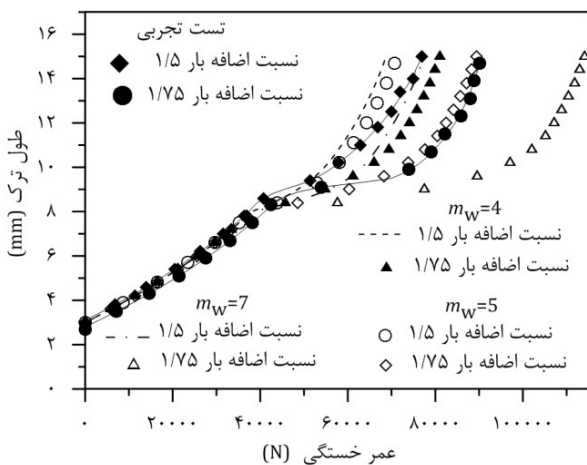 ۱۶
۱۴
۱۲
۱۰
۸
۶
۴
۲
۰
طول ترک (mm)
تست تجربی
نسبت اضافه بار ۱/۵
نسبت اضافه بار ۱/۷۵
m_w=4
نسبت اضافه بار ۱/۵
نسبت اضافه بار ۱/۷۵
m_w=7
نسبت اضافه بار ۱/۵
نسبت اضافه بار ۱/۷۵
m_w=5
نسبت اضافه بار ۱/۵
نسبت اضافه بار ۱/۷۵
۰ ۲۰۰۰۰ ۴۰۰۰۰ ۶۰۰۰۰ ۸۰۰۰۰ ۱۰۰۰۰۰
عمر خستگی (N)